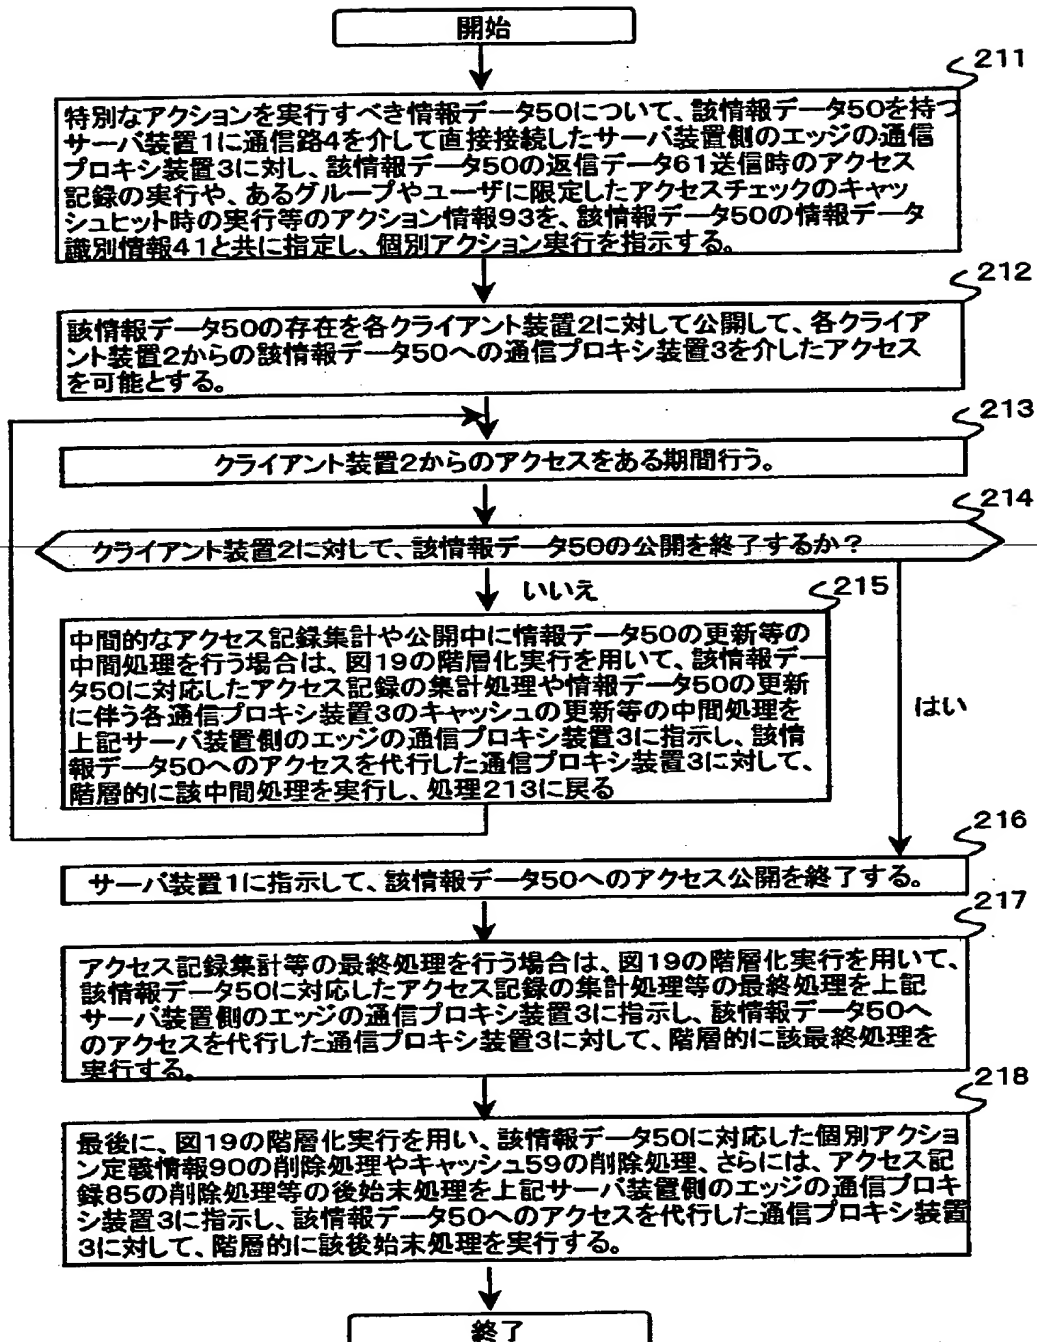 開始
211
特別なアクションを実行すべき情報データ50について、該情報データ50を持つ
サーバ装置1に通信路4を介して直接接続したサーバ装置側のエッジの通信
プロキシ装置3に対し、該情報データ50の返信データ61送信時のアクセス
記録の実行や、あるグループやユーザに限定したアクセスチェックのキャッ
シュヒット時の実行等のアクション情報93を、該情報データ50の情報データ
識別情報41と共に指定し、個別アクション実行を指示する。
212
該情報データ50の存在を各クライアント装置2に対して公開して、各クライア
ント装置2からの該情報データ50への通信プロキシ装置3を介したアクセス
を可能とする。
213
クライアント装置2からのアクセスをある期間行う。
214
クライアント装置2に対して、該情報データ50の公開を終了するか？
いいえ
215
中間的なアクセス記録集計や公開中に情報データ50の更新等の
中間処理を行う場合は、図19の階層化実行を用いて、該情報デー
タ50に対応したアクセス記録の集計処理や情報データ50の更新
に伴う各通信プロキシ装置3のキャッシュの更新等の中間処理を
上記サーバ装置側のエッジの通信プロキシ装置3に指示し、該情
報データ50へのアクセスを代行した通信プロキシ装置3に対して、
階層的に該中間処理を実行し、処理213に戻る
はい
216
サーバ装置1に指示して、該情報データ50へのアクセス公開を終了する。
217
アクセス記録集計等の最終処理を行う場合は、図19の階層化実行を用いて、
該情報データ50に対応したアクセス記録の集計処理等の最終処理を上記
サーバ装置側のエッジの通信プロキシ装置3に指示し、該情報データ50へ
のアクセスを代行した通信プロキシ装置3に対して、階層的に該最終処理を
実行する。
218
最後に、図19の階層化実行を用い、該情報データ50に対応した個別アクショ
ン定義情報90の削除処理やキャッシュ59の削除処理、さらには、アクセス記
録85の削除処理等の後始末処理を上記サーバ装置側のエッジの通信プロキ
シ装置3に指示し、該情報データ50へのアクセスを代行した通信プロキシ装置
3に対して、階層的に該後始末処理を実行する。
終了